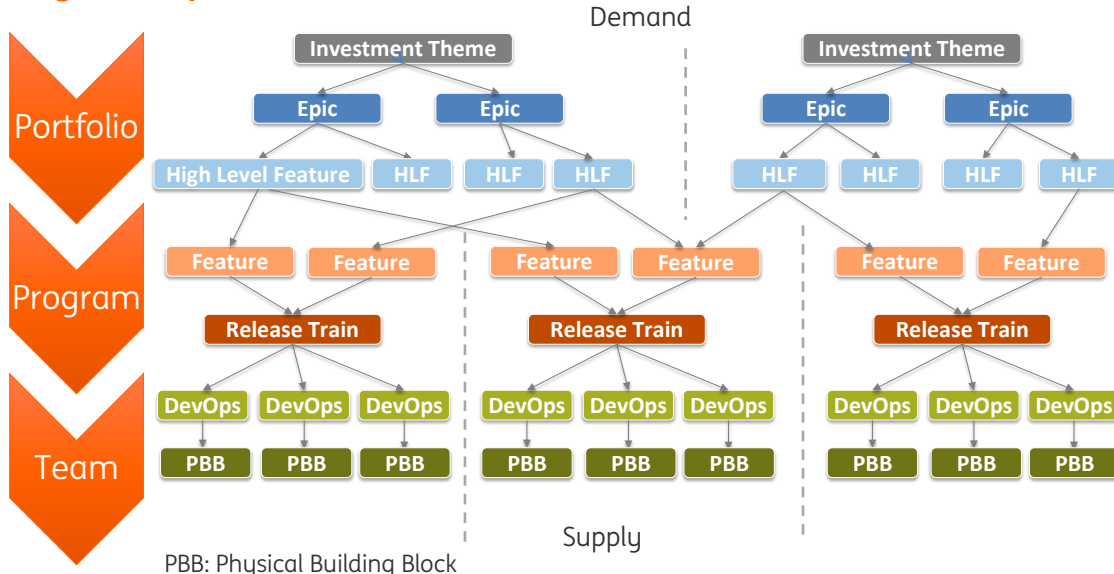 Demand
Investment Theme Investment Theme
Portfolio
Epic Epic Epic Epic
High Level Feature HLF HLF HLF HLF HLF HLF HLF
Program
Feature Feature Feature Feature Feature Feature
Release Train Release Train Release Train
Team
DevOps DevOps DevOps DevOps DevOps DevOps DevOps DevOps DevOps
PBB PBB PBB PBB PBB PBB PBB PBB PBB
Supply
PBB: Physical Building Block